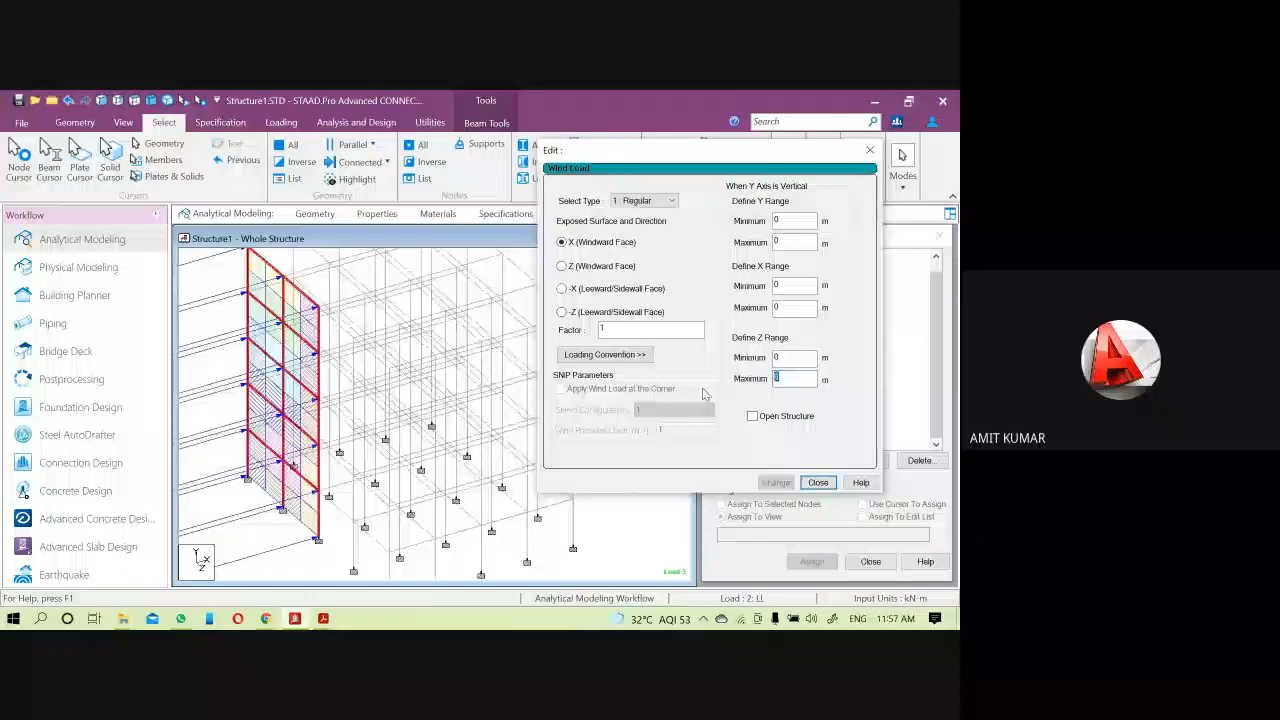 Structure1.STD - STAAD.Pro Advanced CONNEC...
Tools
File
Geometry
View
Select
Specification
Loading
Analysis and Design
Utilities
Beam Tools
Search
Node
Cursor
Beam
Cursor
Plate
Cursor
Solid
Cursor
Geometry
Members
Plates & Solids
Text
Previous
Cursors
All
Inverse
List
Parallel
Connected
Highlight
Geometry
All
Inverse
List
Supports
Nodes
Modes
Workflow
Analytical Modeling
Physical Modeling
Building Planner
Piping
Bridge Deck
Postprocessing
Foundation Design
Steel AutoDrafter
Connection Design
Concrete Design
Advanced Concrete Desi...
Advanced Slab Design
Earthquake
Analytical Modeling:
Geometry
Properties
Materials
Specifications
Structure1 - Whole Structure
Y
X
Z
Load 3
Edit :
Wind Load
Select Type :
1 : Regular
Exposed Surface and Direction
X (Windward Face)
Z (Windward Face)
-X (Leeward/Sidewall Face)
-Z (Leeward/Sidewall Face)
Factor :
1
Loading Convention >>
SNIP Parameters
Apply Wind Load at the Corner
Select Configuration
1
1
When Y Axis is Vertical
Define Y Range
Minimum 0 m
Maximum 0 m
Define X Range
Minimum 0 m
Maximum 0 m
Define Z Range
Minimum 0 m
Maximum 0 m
Open Structure
Change
Close
Help
Delete...
Assign To Selected Nodes
Use Cursor To Assign
Assign To View
Assign To Edit List
Assign
Close
Help
For Help, press F1
Analytical Modeling Workflow
Load : 2: LL
Input Units : kN-m
32°C AQI 53
ENG
11:57 AM
AMIT KUMAR